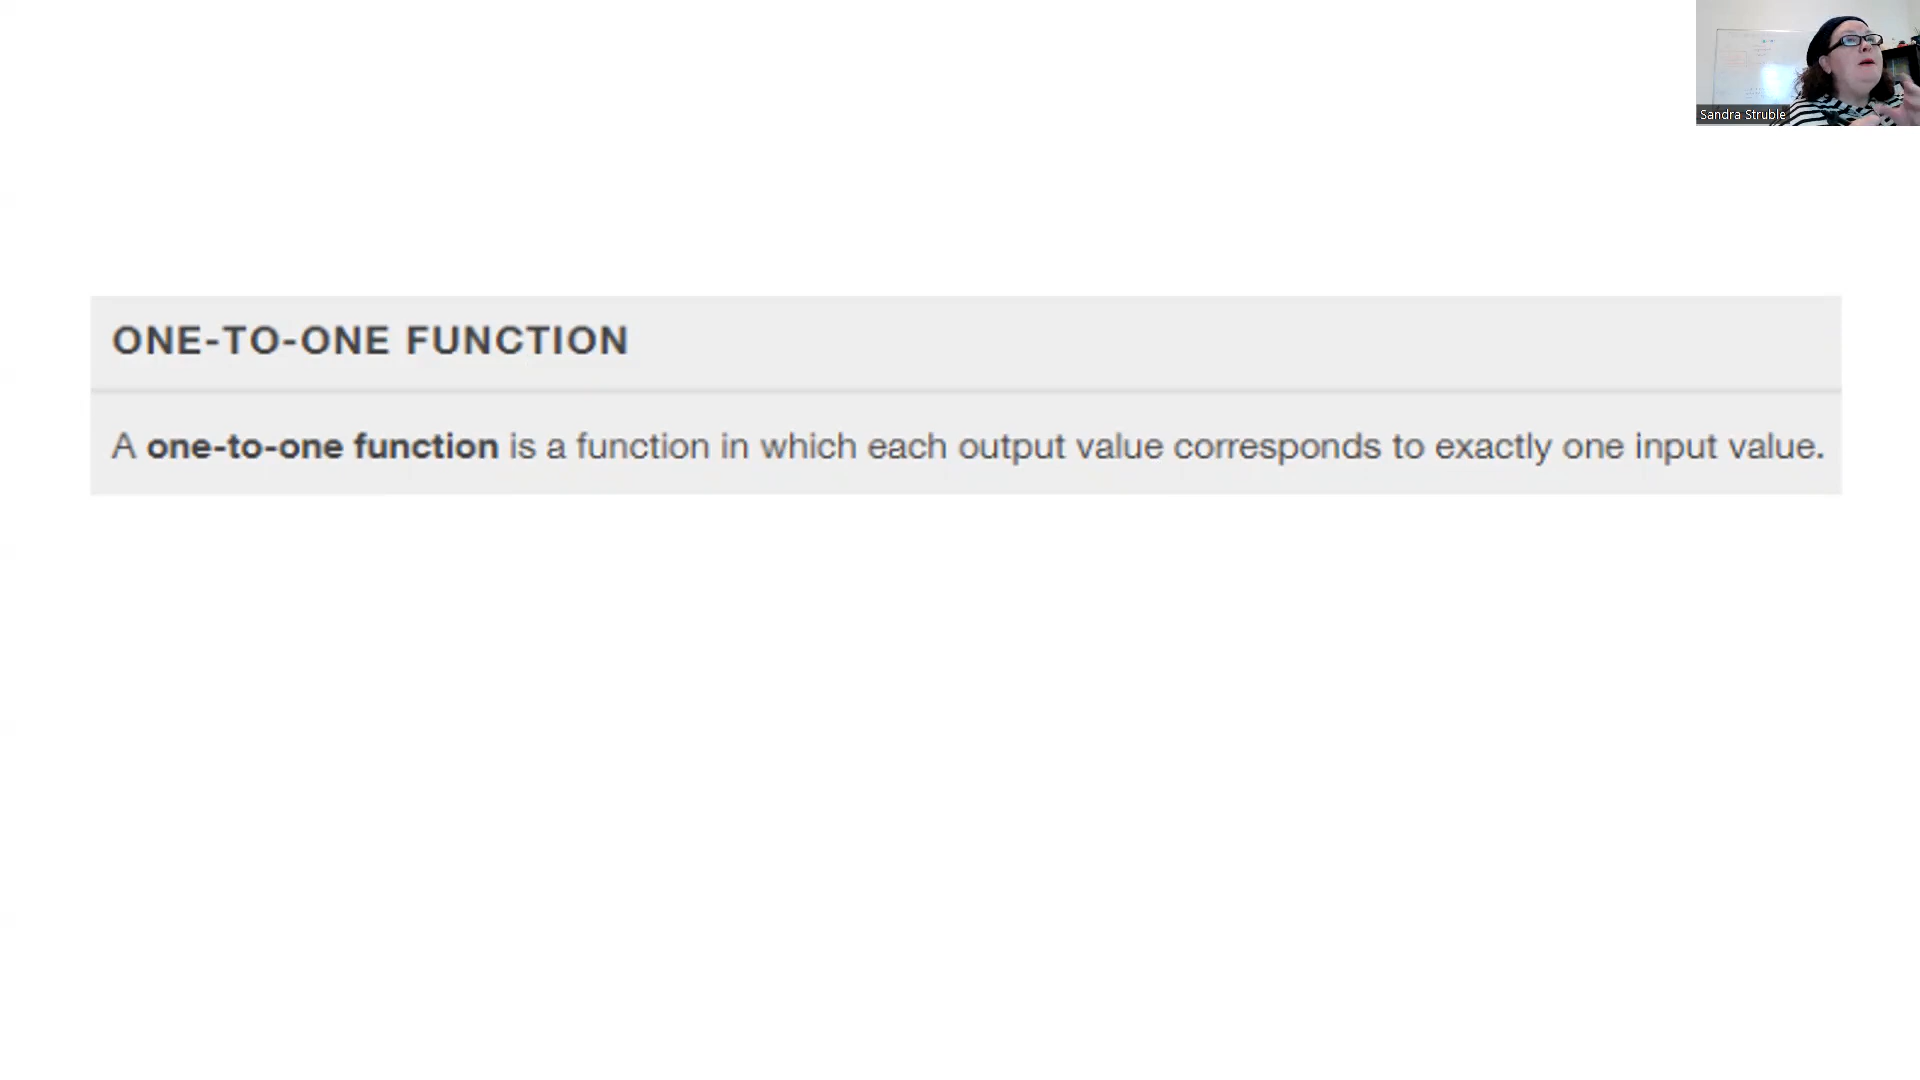 Sandra Struble
ONE-TO-ONE FUNCTION
A one-to-one function is a function in which each output value corresponds to exactly one input value.